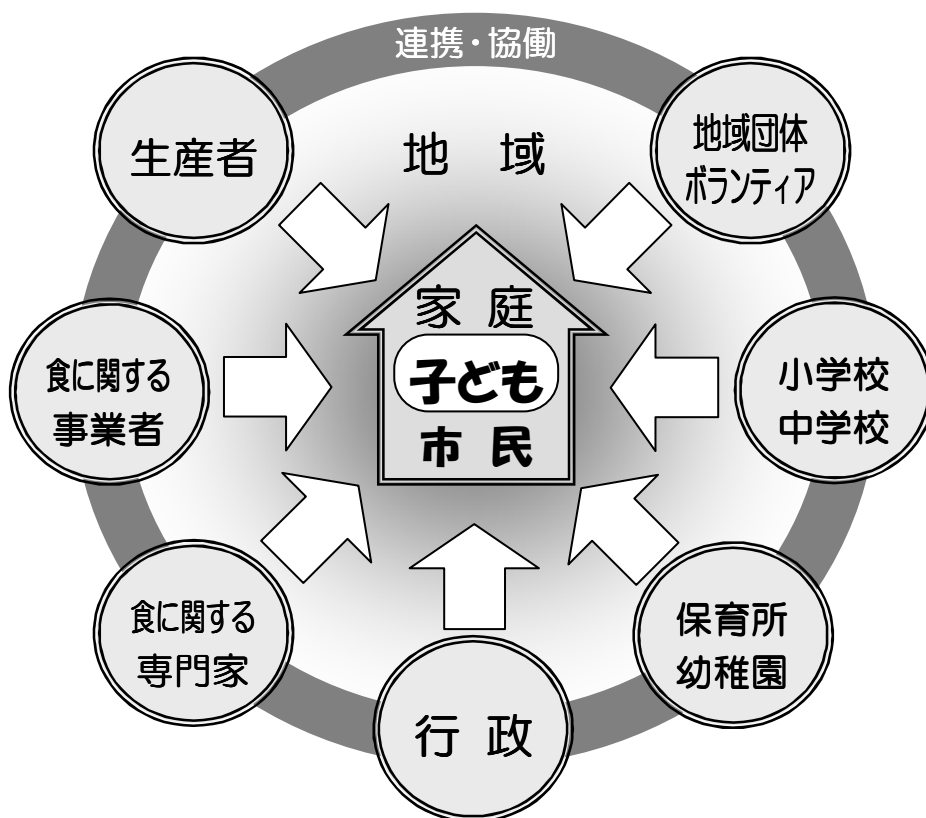 連携・協働
生産者
地域
地域団体
ボランティア
家庭
子ども
市民
食に関する
事業者
小学校
中学校
食に関する
専門家
保育所
幼稚園
行政